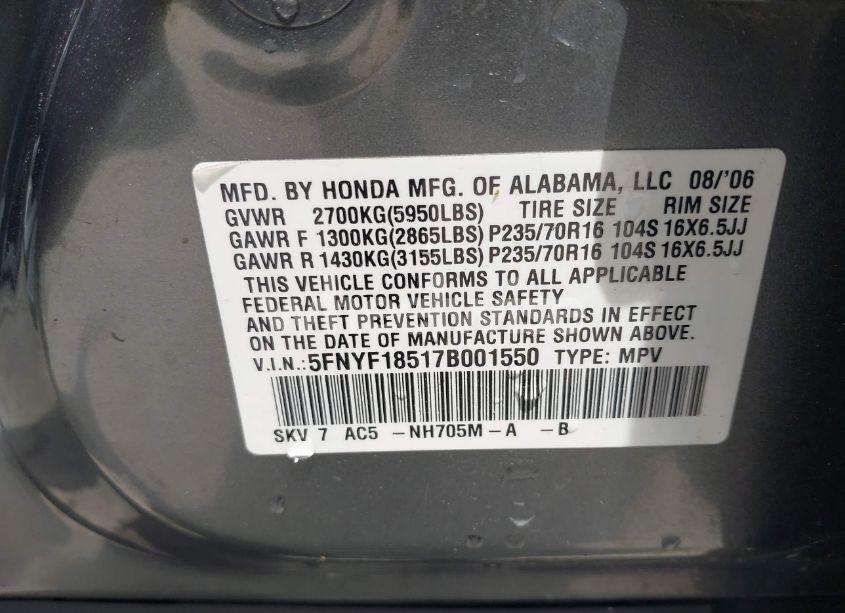 MFD. BY HONDA MFG. OF ALABAMA, LLC 08/'06
GVWR 2700KG(5950LBS) TIRE SIZE RIM SIZE
GAWR F 1300KG(2865LBS) P235/70R16 104S 16X6.5JJ
GAWR R 1430KG(3155LBS) P235/70R16 104S 16X6.5JJ
THIS VEHICLE CONFORMS TO ALL APPLICABLE
FEDERAL MOTOR VEHICLE SAFETY
AND THEFT PREVENTION STANDARDS IN EFFECT
ON THE DATE OF MANUFACTURE SHOWN ABOVE.
V.I.N.: 5FNYF18517B001550 TYPE: MPV
SKV 7 AC5 -NH705M-A -B